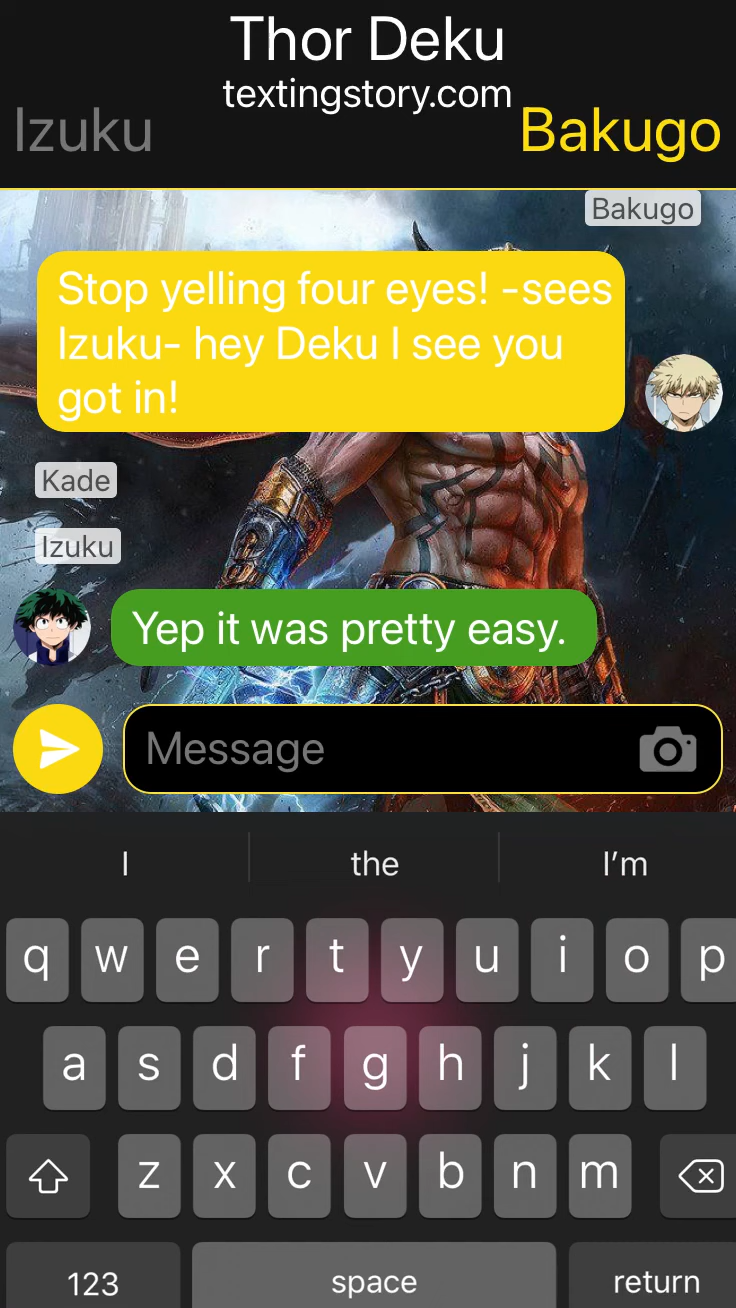 Thor Deku
textingstory.com
Izuku Bakugo
Bakugo
Stop yelling four eyes! -sees
Izuku- hey Deku I see you
got in!
Kade
Izuku
Yep it was pretty easy.
Message
I the I'm
q w e r t y u i o p
a s d f g h j k l
z x c v b n m
123 space return